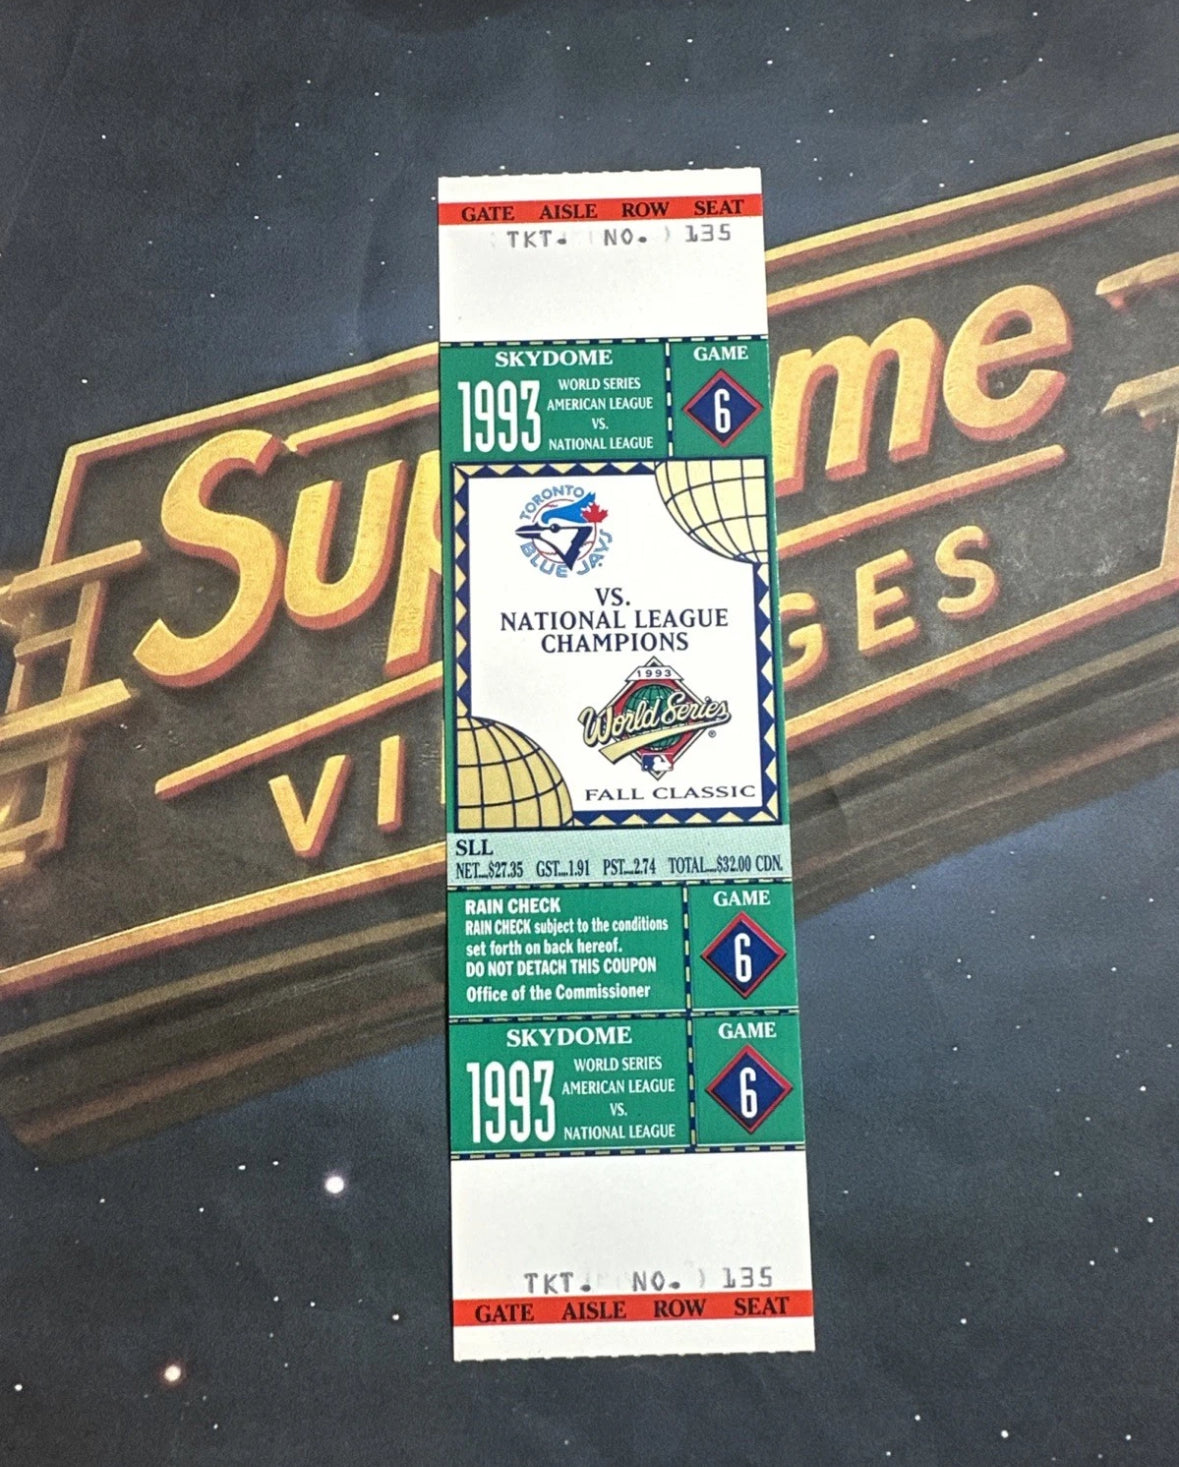 GATE AISLE ROW SEAT
TKT. NO. 135
SKYDOME
1993
WORLD SERIES
AMERICAN LEAGUE
VS.
NATIONAL LEAGUE
GAME
6
TORONTO
BLUE JAYS
VS.
NATIONAL LEAGUE
CHAMPIONS
1993
World Series
®
FALL CLASSIC
SLL
NET...$27.35 GST...1.91 PST...2.74 TOTAL...$32.00 CDN.
RAIN CHECK
RAIN CHECK subject to the conditions
set forth on back hereof.
DO NOT DETACH THIS COUPON
Office of the Commissioner
GAME
6
SKYDOME
1993
WORLD SERIES
AMERICAN LEAGUE
VS.
NATIONAL LEAGUE
GAME
6
TKT. NO. 135
GATE AISLE ROW SEAT